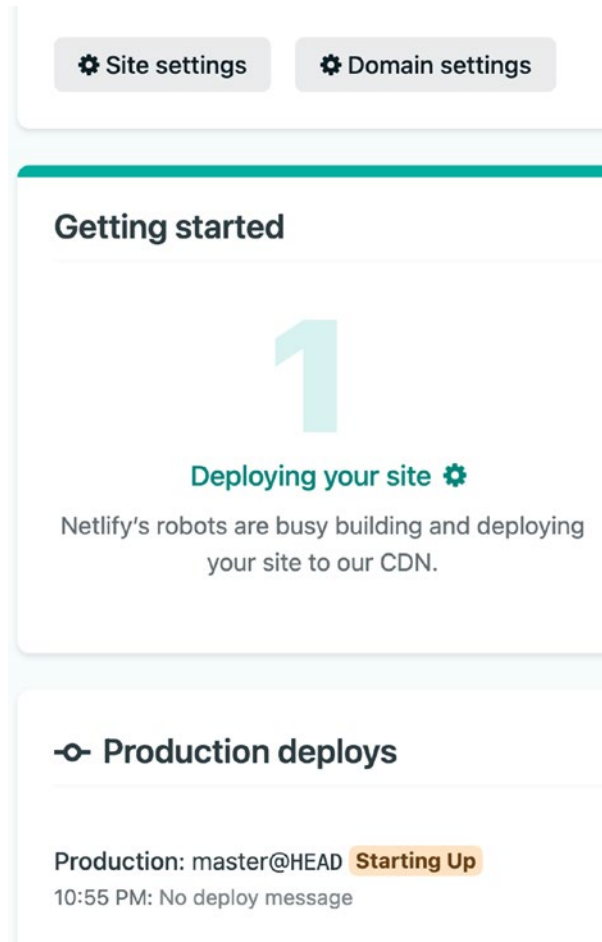 Site settings
Domain settings
Getting started
1
Deploying your site
Netlify's robots are busy building and deploying
your site to our CDN.
Production deploys
Production: master@HEAD Starting Up
10:55 PM: No deploy message